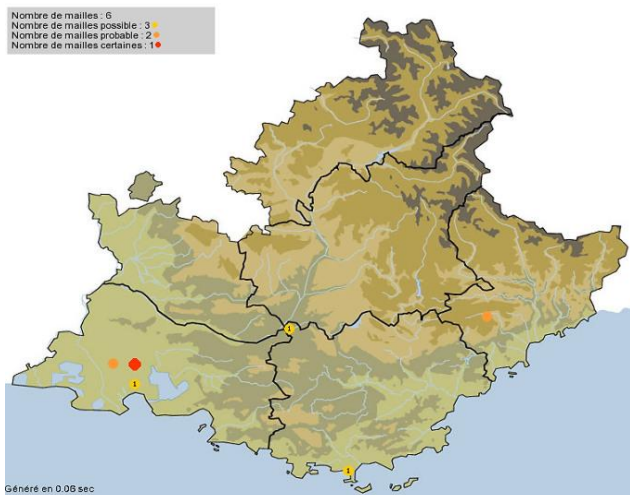 Nombre de mailles : 6
Nombre de mailles possible : 3
Nombre de mailles probable : 2
Nombre de mailles certaines : 1
1
1
1
Généré en 0.06 sec